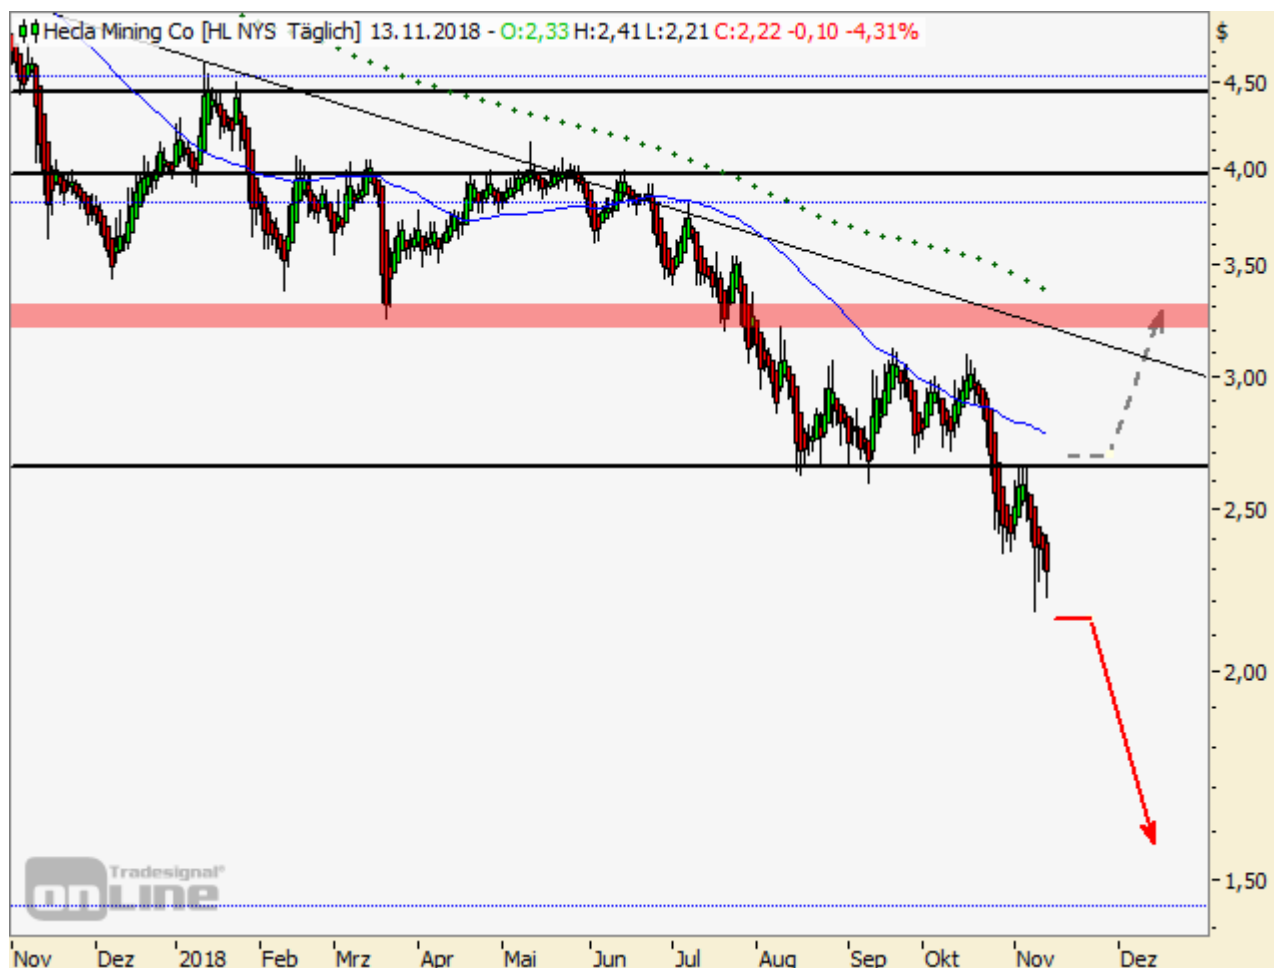 Hecla Mining Co [HL NYS Täglich] 13.11.2018 - O:2,33 H:2,41 L:2,21 C:2,22 -0,10 -4,31%
$
4,50
4,00
3,50
3,00
2,50
2,00
1,50
Tradesignal®
onLine
Nov Dez 2018 Feb Mrz Apr Mai Jun Jul Aug Sep Okt Nov Dez